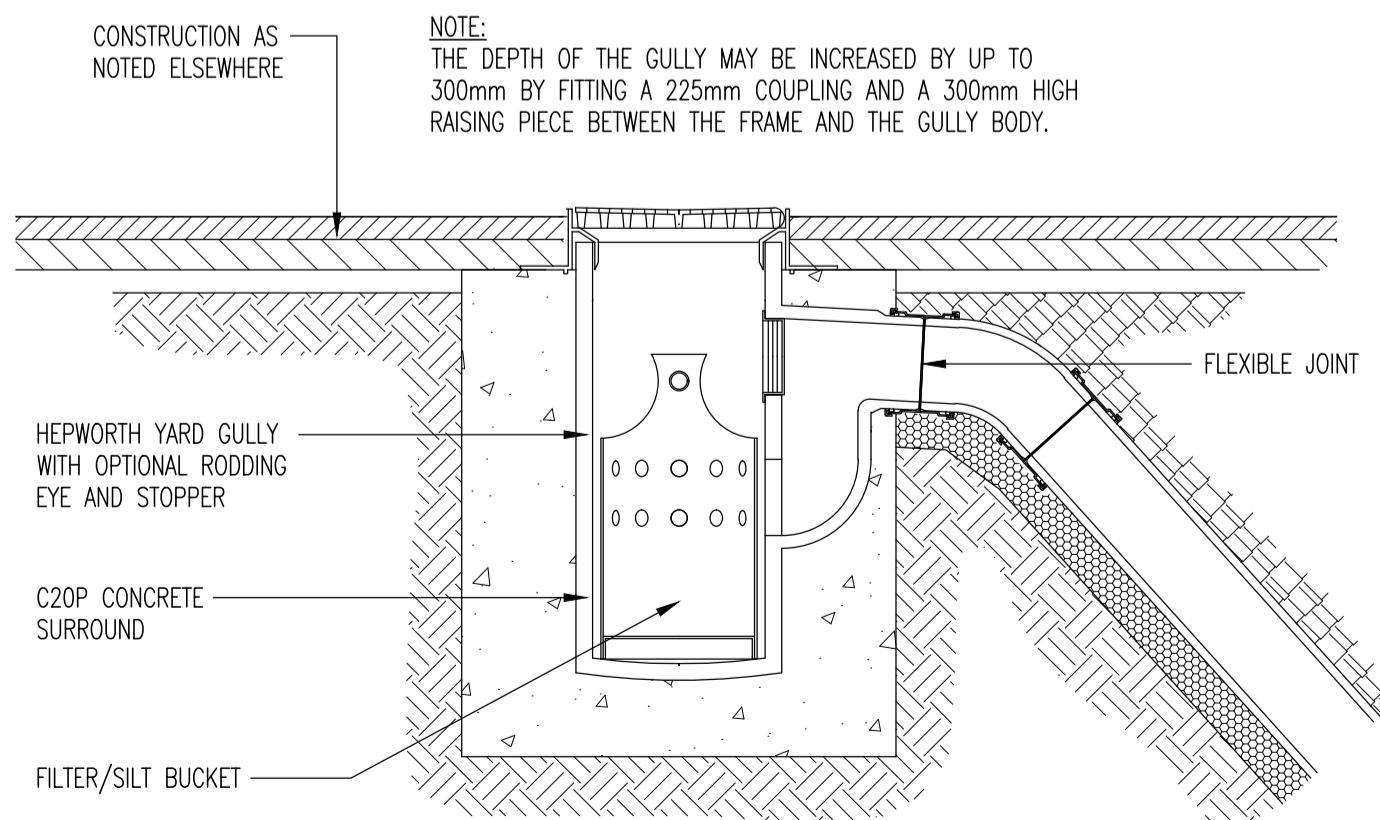 CONSTRUCTION AS
NOTED ELSEWHERE
NOTE:
THE DEPTH OF THE GULLY MAY BE INCREASED BY UP TO
300mm BY FITTING A 225mm COUPLING AND A 300mm HIGH
RAISING PIECE BETWEEN THE FRAME AND THE GULLY BODY.
FLEXIBLE JOINT
HEPWORTH YARD GULLY
WITH OPTIONAL RODDING
EYE AND STOPPER
C20P CONCRETE
SURROUND
FILTER/SILT BUCKET